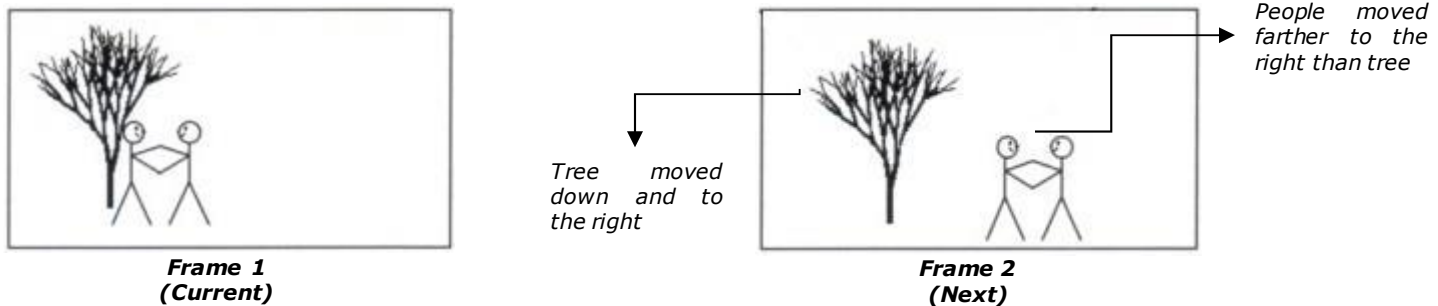 People moved
farther to the
right than tree
Tree moved
down and to
the right
Frame 1
(Current)
Frame 2
(Next)